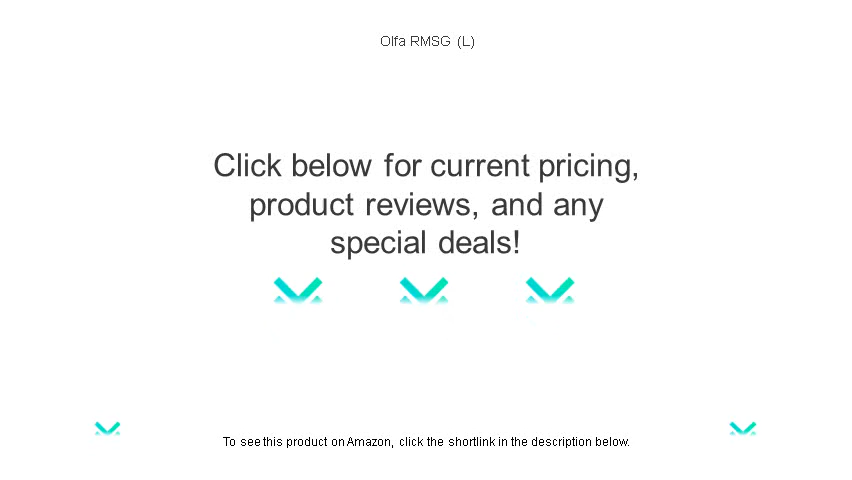 Olfa RMSG (L)
Click below for current pricing,
product reviews, and any
special deals!
To see this product on Amazon, click the shortlink in the description below.